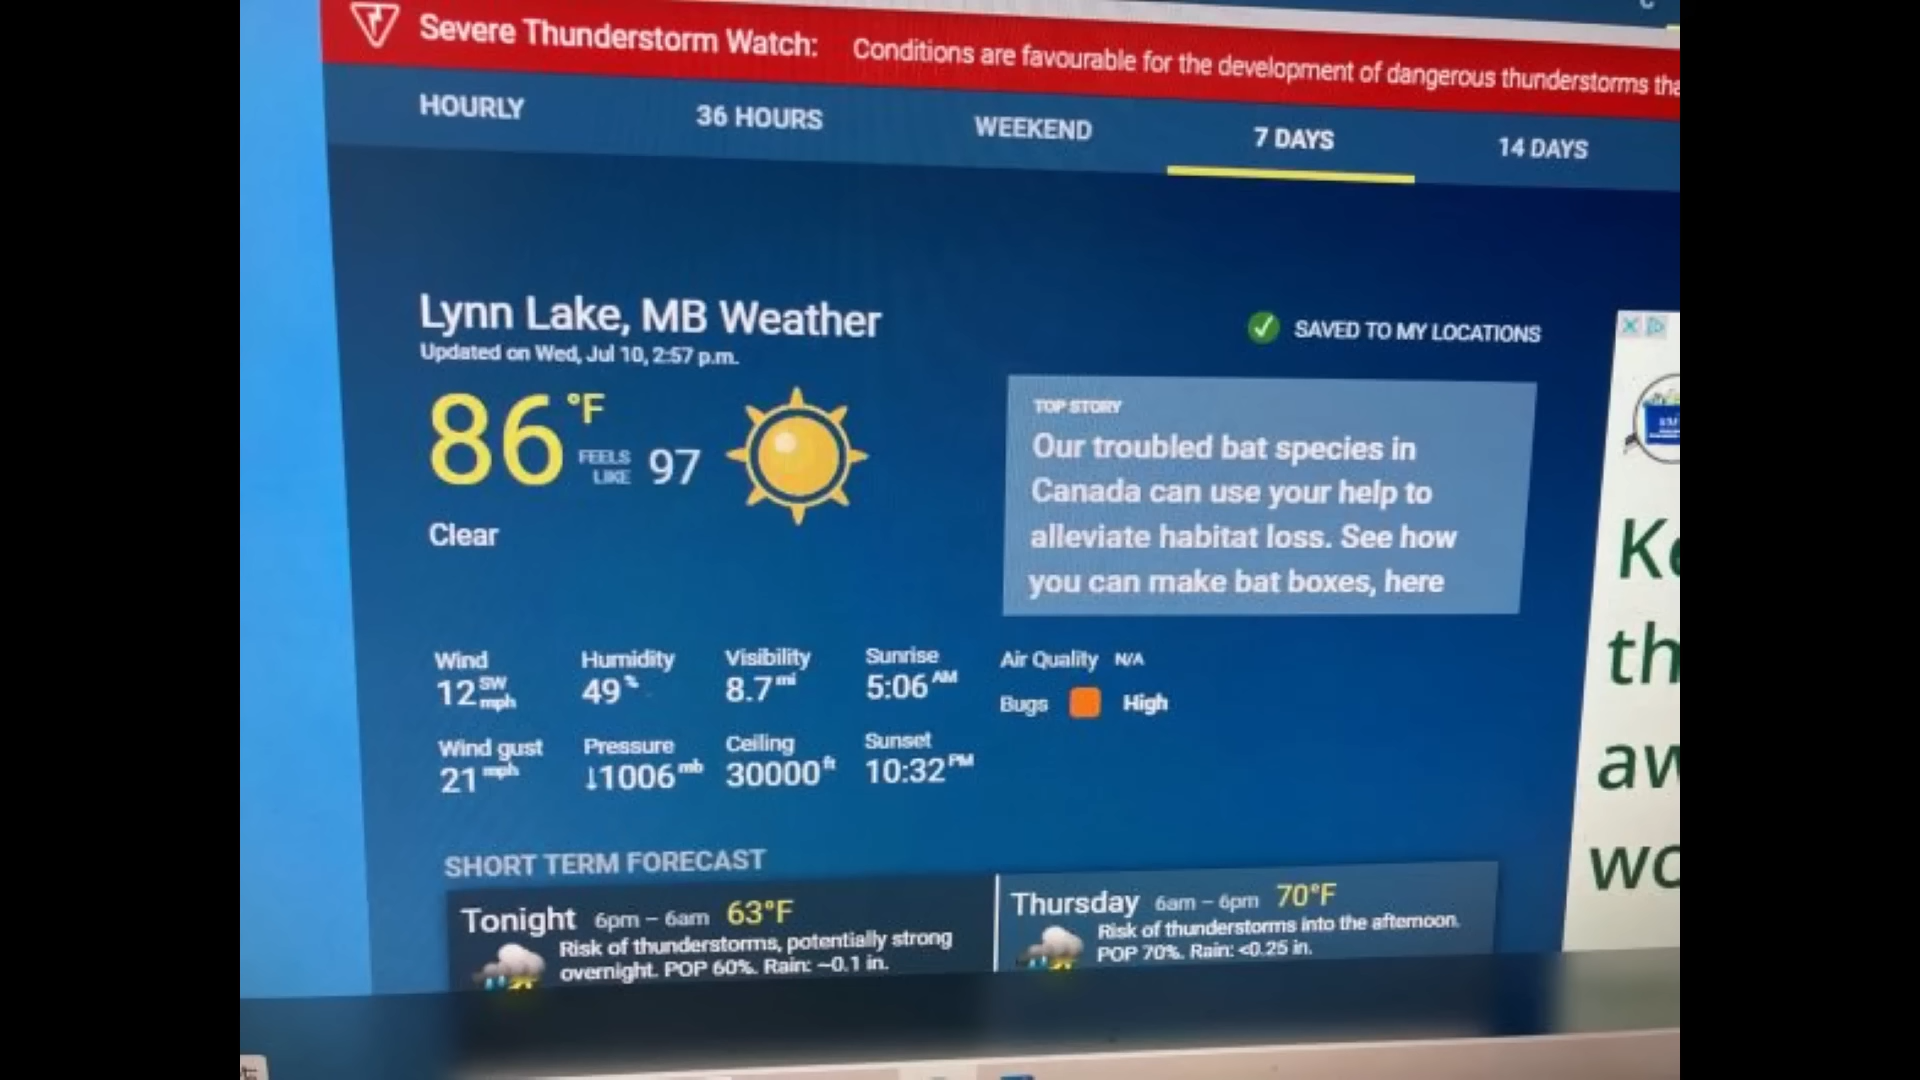 Severe Thunderstorm Watch: Conditions are favourable for the development of dangerous thunderstorms tha
HOURLY 36 HOURS WEEKEND 7 DAYS 14 DAYS
Lynn Lake, MB Weather
Updated on Wed, Jul 10, 2:57 p.m.
SAVED TO MY LOCATIONS
86 °F FEELS LIKE 97
Clear
TOP STORY
Our troubled bat species in
Canada can use your help to
alleviate habitat loss. See how
you can make bat boxes, here
Wind Humidity Visibility Sunrise Air Quality N/A
12 SW mph 49 % 8.7 mi 5:06 AM Bugs High
Wind gust Pressure Ceiling Sunset
21 mph ↓1006 mb 30000 ft 10:32 PM
SHORT TERM FORECAST
Tonight 6pm – 6am 63°F
Risk of thunderstorms, potentially strong
overnight. POP 60%. Rain: ~0.1 in.
Thursday 6am – 6pm 70°F
Risk of thunderstorms into the afternoon.
POP 70%. Rain: <0.25 in.
Ke
th
aw
wo